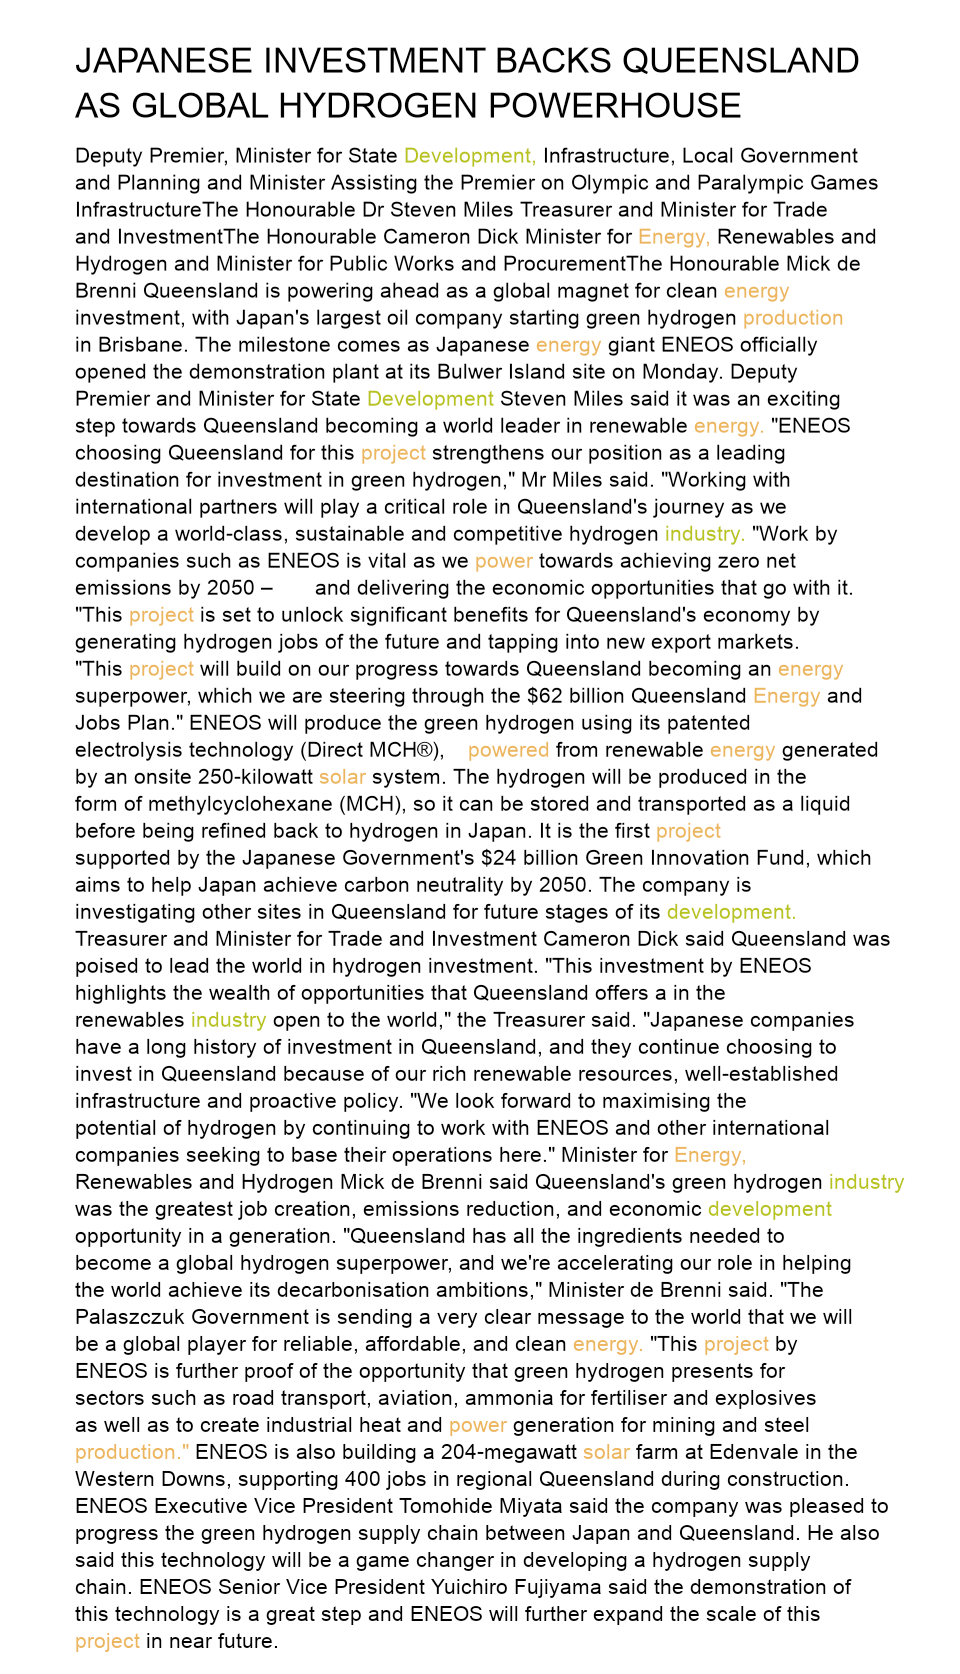 JAPANESE INVESTMENT BACKS QUEENSLAND
AS GLOBAL HYDROGEN POWERHOUSE
Deputy Premier, Minister for State Development, Infrastructure, Local Government
and Planning and Minister Assisting the Premier on Olympic and Paralympic Games
InfrastructureThe Honourable Dr Steven Miles Treasurer and Minister for Trade
and InvestmentThe Honourable Cameron Dick Minister for Energy, Renewables and
Hydrogen and Minister for Public Works and ProcurementThe Honourable Mick de
Brenni Queensland is powering ahead as a global magnet for clean energy
investment, with Japan's largest oil company starting green hydrogen production
in Brisbane. The milestone comes as Japanese energy giant ENEOS officially
opened the demonstration plant at its Bulwer Island site on Monday. Deputy
Premier and Minister for State Development Steven Miles said it was an exciting
step towards Queensland becoming a world leader in renewable energy. "ENEOS
choosing Queensland for this project strengthens our position as a leading
destination for investment in green hydrogen," Mr Miles said. "Working with
international partners will play a critical role in Queensland's journey as we
develop a world-class, sustainable and competitive hydrogen industry. "Work by
companies such as ENEOS is vital as we power towards achieving zero net
emissions by 2050 – and delivering the economic opportunities that go with it.
"This project is set to unlock significant benefits for Queensland's economy by
generating hydrogen jobs of the future and tapping into new export markets.
"This project will build on our progress towards Queensland becoming an energy
superpower, which we are steering through the $62 billion Queensland Energy and
Jobs Plan." ENEOS will produce the green hydrogen using its patented
electrolysis technology (Direct MCH®), powered from renewable energy generated
by an onsite 250-kilowatt solar system. The hydrogen will be produced in the
form of methylcyclohexane (MCH), so it can be stored and transported as a liquid
before being refined back to hydrogen in Japan. It is the first project
supported by the Japanese Government's $24 billion Green Innovation Fund, which
aims to help Japan achieve carbon neutrality by 2050. The company is
investigating other sites in Queensland for future stages of its development.
Treasurer and Minister for Trade and Investment Cameron Dick said Queensland was
poised to lead the world in hydrogen investment. "This investment by ENEOS
highlights the wealth of opportunities that Queensland offers a in the
renewables industry open to the world," the Treasurer said. "Japanese companies
have a long history of investment in Queensland, and they continue choosing to
invest in Queensland because of our rich renewable resources, well-established
infrastructure and proactive policy. "We look forward to maximising the
potential of hydrogen by continuing to work with ENEOS and other international
companies seeking to base their operations here." Minister for Energy,
Renewables and Hydrogen Mick de Brenni said Queensland's green hydrogen industry
was the greatest job creation, emissions reduction, and economic development
opportunity in a generation. "Queensland has all the ingredients needed to
become a global hydrogen superpower, and we're accelerating our role in helping
the world achieve its decarbonisation ambitions," Minister de Brenni said. "The
Palaszczuk Government is sending a very clear message to the world that we will
be a global player for reliable, affordable, and clean energy. "This project by
ENEOS is further proof of the opportunity that green hydrogen presents for
sectors such as road transport, aviation, ammonia for fertiliser and explosives
as well as to create industrial heat and power generation for mining and steel
production." ENEOS is also building a 204-megawatt solar farm at Edenvale in the
Western Downs, supporting 400 jobs in regional Queensland during construction.
ENEOS Executive Vice President Tomohide Miyata said the company was pleased to
progress the green hydrogen supply chain between Japan and Queensland. He also
said this technology will be a game changer in developing a hydrogen supply
chain. ENEOS Senior Vice President Yuichiro Fujiyama said the demonstration of
this technology is a great step and ENEOS will further expand the scale of this
project in near future.